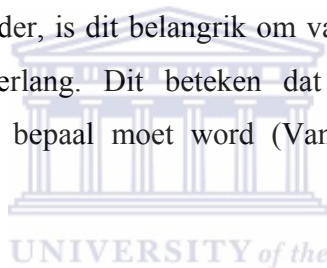 der, is dit belangrik om va
erlang. Dit beteken dat
bepaal moet word (Van
UNIVERSITY of the